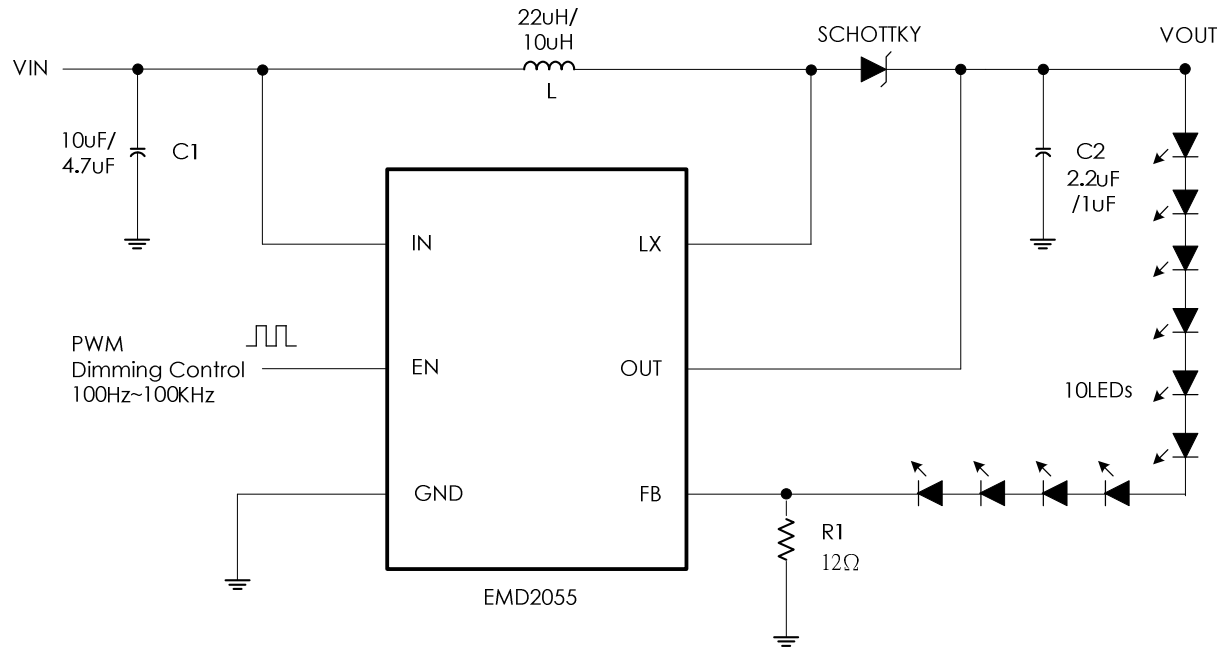 22uH/
10uH
L
SCHOTTKY
VOUT
VIN
10uF/
4.7uF
C1
C2
2.2uF
/1uF
IN
LX
PWM
Dimming Control
100Hz~100KHz
EN
OUT
10LEDs
GND
FB
R1
12Ω
EMD2055